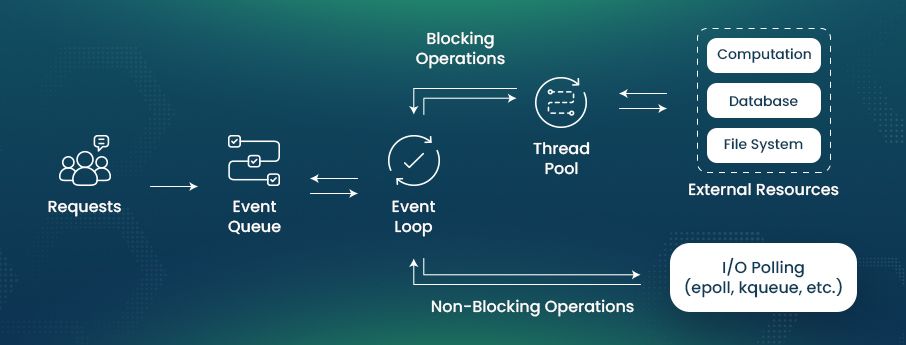 Blocking
Operations
Computation
Database
File System
External Resources
Thread
Pool
Requests
Event
Queue
Event
Loop
I/O Polling
(epoll, kqueue, etc.)
Non-Blocking Operations